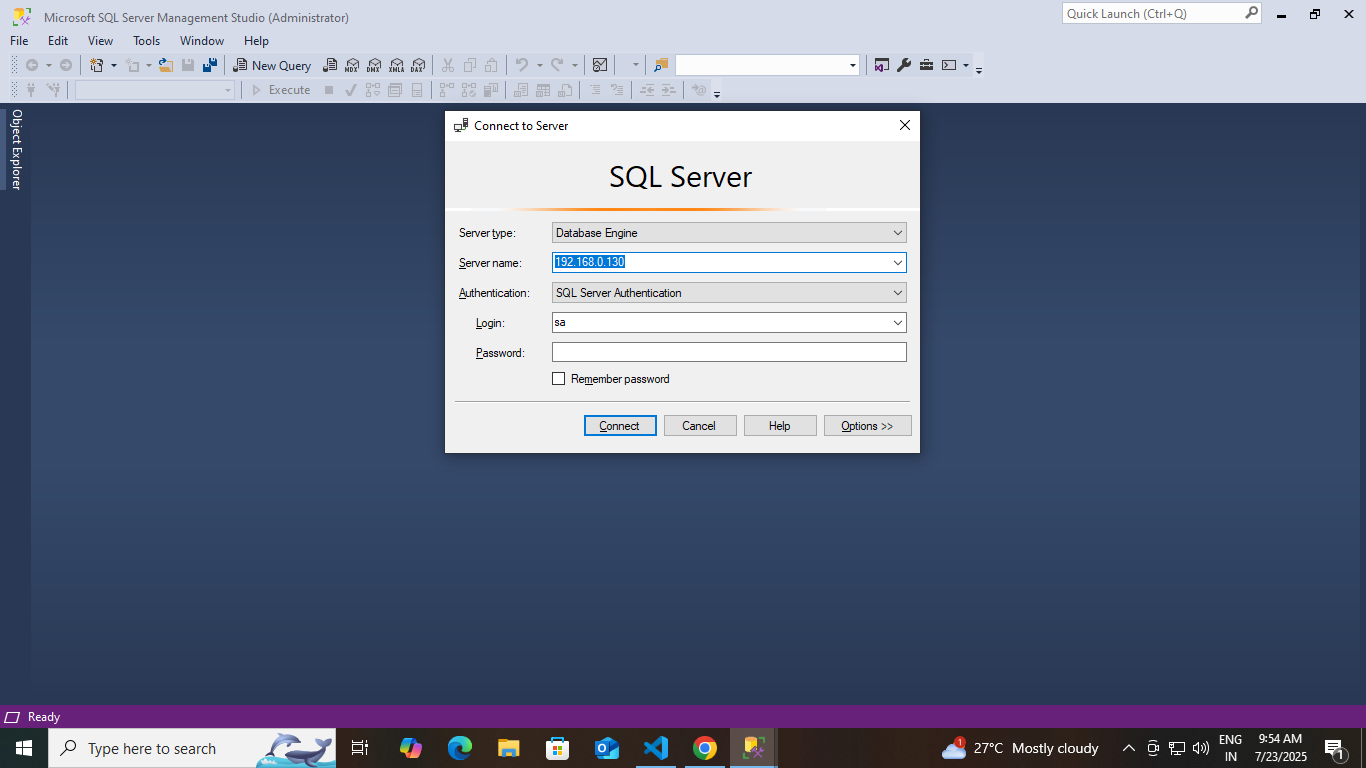 Microsoft SQL Server Management Studio (Administrator)
Quick Launch (Ctrl+Q)
File Edit View Tools Window Help
New Query MDX DMX XMLA DAX
Execute
Object Explorer
Connect to Server
SQL Server
Server type: Database Engine
Server name: 192.168.0.130
Authentication: SQL Server Authentication
Login: sa
Password:
Remember password
Connect Cancel Help Options >>
Ready
Type here to search
1
27°C Mostly cloudy
ENG
IN
9:54 AM
7/23/2025
1